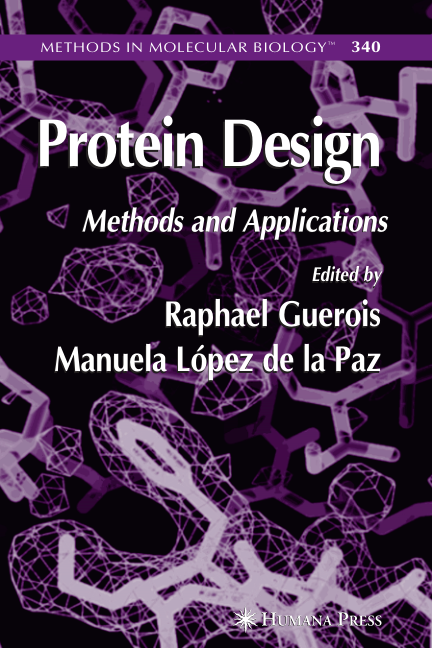 METHODS IN MOLECULAR BIOLOGY™ 340
Protein Design
Methods and Applications
Edited by
Raphael Guerois
Manuela López de la Paz
HUMANA PRESS